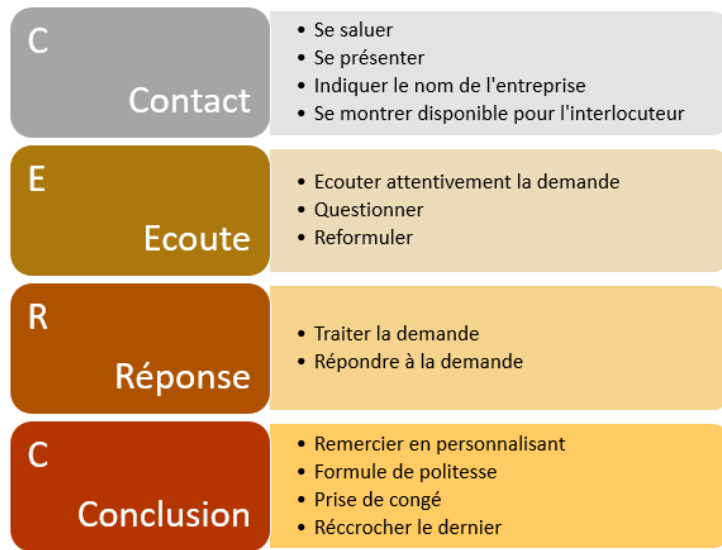 C
Contact
• Se saluer
• Se présenter
• Indiquer le nom de l'entreprise
• Se montrer disponible pour l'interlocuteur
E
Ecoute
• Ecouter attentivement la demande
• Questionner
• Reformuler
R
Réponse
• Traiter la demande
• Répondre à la demande
C
Conclusion
• Remercier en personnalisant
• Formule de politesse
• Prise de congé
• Réccrocher le dernier